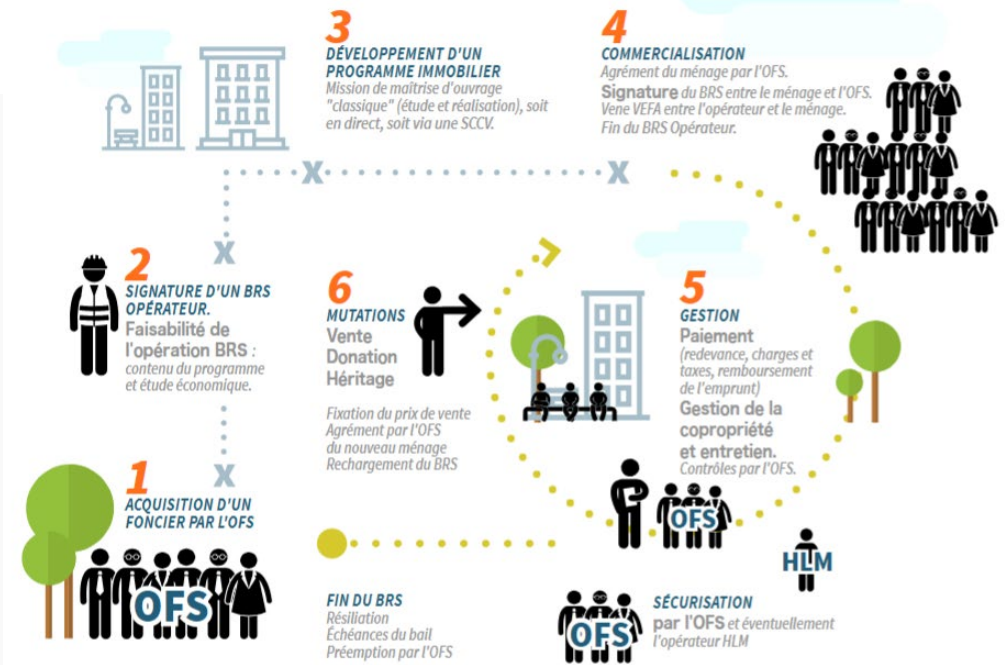 3
DÉVELOPPEMENT D'UN
PROGRAMME IMMOBILIER
Mission de maîtrise d'ouvrage
"classique" (étude et réalisation), soit
en direct, soit via une SCCV.
4
COMMERCIALISATION
Agrément du ménage par l'OFS.
Signature du BRS entre le ménage et l'OFS.
Vene VEFA entre l'opérateur et le ménage.
Fin du BRS Opérateur.
X
X
2
SIGNATURE D'UN BRS
OPÉRATEUR.
Faisabilité de
l'opération BRS :
contenu du programme
et étude économique.
X
6
MUTATIONS
Vente
Donation
Héritage
Fixation du prix de vente
Agrément par l'OFS
du nouveau ménage
Rechargement du BRS
5
GESTION
Paiement
(redevance, charges et
taxes, remboursement
de l'emprunt)
Gestion de la
copropriété
et entretien.
Contrôles par l'OFS.
1
X
ACQUISITION D'UN
FONCIER PAR L'OFS
OFS
OFS
HLM
FIN DU BRS
Résiliation
Échéances du bail
Préemption par l'OFS
OFS
SÉCURISATION
par l'OFS et éventuellement
l'opérateur HLM